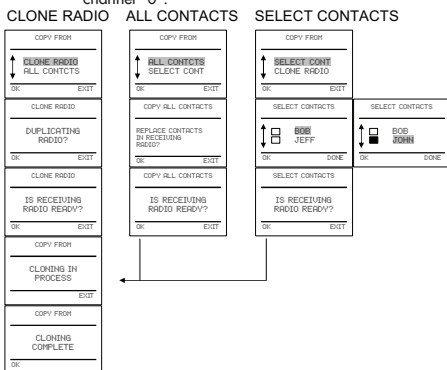 channel "0".
CLONE RADIO ALL CONTACTS SELECT CONTACTS
COPY FROM
CLONE RADIO
ALL CONTCTS
OK EXIT
CLONE RADIO
DUPLICATING
RADIO?
OK EXIT
CLONE RADIO
IS RECEIVING
RADIO READY?
OK EXIT
COPY FROM
CLONING IN
PROCESS
EXIT
COPY FROM
CLONING
COMPLETE
OK
COPY FROM
ALL CONTCTS
SELECT CONT
OK EXIT
COPY ALL CONTACTS
REPLACE CONTACTS
IN RECEIVING
RADIO?
OK EXIT
COPY ALL CONTACTS
IS RECEIVING
RADIO READY?
OK EXIT
COPY FROM
SELECT CONT
CLONE RADIO
OK EXIT
SELECT CONTACTS
BOB
JEFF
OK DONE
SELECT CONTACTS
BOB
JOHN
OK DONE
SELECT CONTACTS
IS RECEIVING
RADIO READY?
OK EXIT